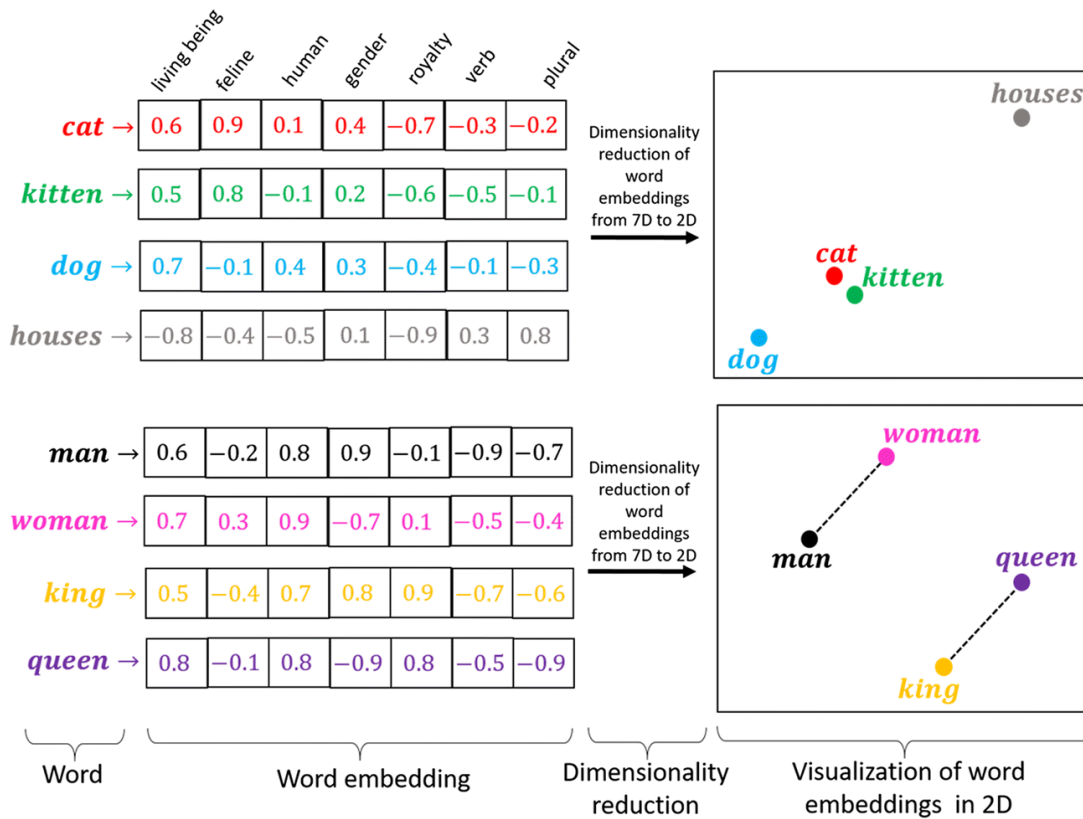 living being feline human gender royalty verb plural
cat → 0.6 0.9 0.1 0.4 −0.7 −0.3 −0.2
kitten → 0.5 0.8 −0.1 0.2 −0.6 −0.5 −0.1
dog → 0.7 −0.1 0.4 0.3 −0.4 −0.1 −0.3
houses → −0.8 −0.4 −0.5 0.1 −0.9 0.3 0.8
Dimensionality
reduction of
word
embeddings
from 7D to 2D
houses
cat
kitten
dog
man → 0.6 −0.2 0.8 0.9 −0.1 −0.9 −0.7
woman → 0.7 0.3 0.9 −0.7 0.1 −0.5 −0.4
king → 0.5 −0.4 0.7 0.8 0.9 −0.7 −0.6
queen → 0.8 −0.1 0.8 −0.9 0.8 −0.5 −0.9
Dimensionality
reduction of
word
embeddings
from 7D to 2D
woman
man
queen
king
Word
Word embedding
Dimensionality
reduction
Visualization of word
embeddings in 2D